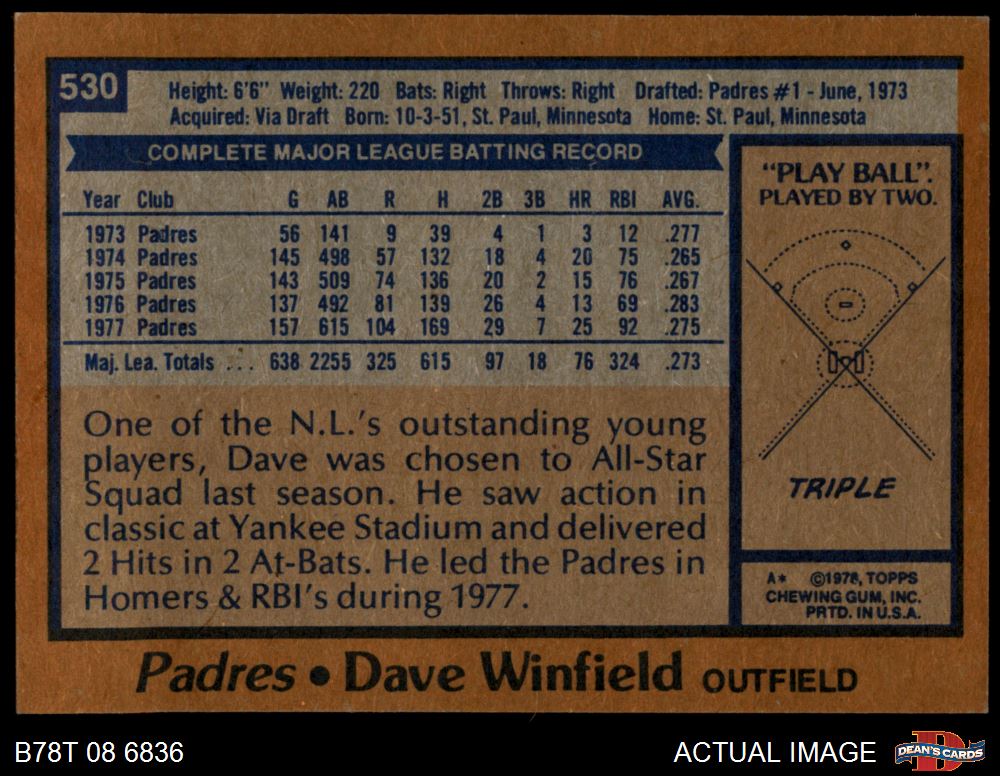 530
Height: 6'6" Weight: 220 Bats: Right Throws: Right Drafted: Padres #1 - June, 1973
Acquired: Via Draft Born: 10-3-51, St. Paul, Minnesota Home: St. Paul, Minnesota
COMPLETE MAJOR LEAGUE BATTING RECORD
Year Club G AB R H 2B 3B HR RBI AVG.
1973 Padres 56 141 9 39 4 1 3 12 .277
1974 Padres 145 498 57 132 18 4 20 75 .265
1975 Padres 143 509 74 136 20 2 15 76 .267
1976 Padres 137 492 81 139 26 4 13 69 .283
1977 Padres 157 615 104 169 29 7 25 92 .275
Maj. Lea. Totals . . . 638 2255 325 615 97 18 76 324 .273
One of the N.L.'s outstanding young
players, Dave was chosen to All-Star
Squad last season. He saw action in
classic at Yankee Stadium and delivered
2 Hits in 2 At-Bats. He led the Padres in
Homers & RBI's during 1977.
"PLAY BALL".
PLAYED BY TWO.
TRIPLE
A* ©1978, TOPPS
CHEWING GUM, INC.
PRTD. IN U.S.A.
Padres • Dave Winfield OUTFIELD
B78T 08 6836
ACTUAL IMAGE
D
DEAN'S CARDS